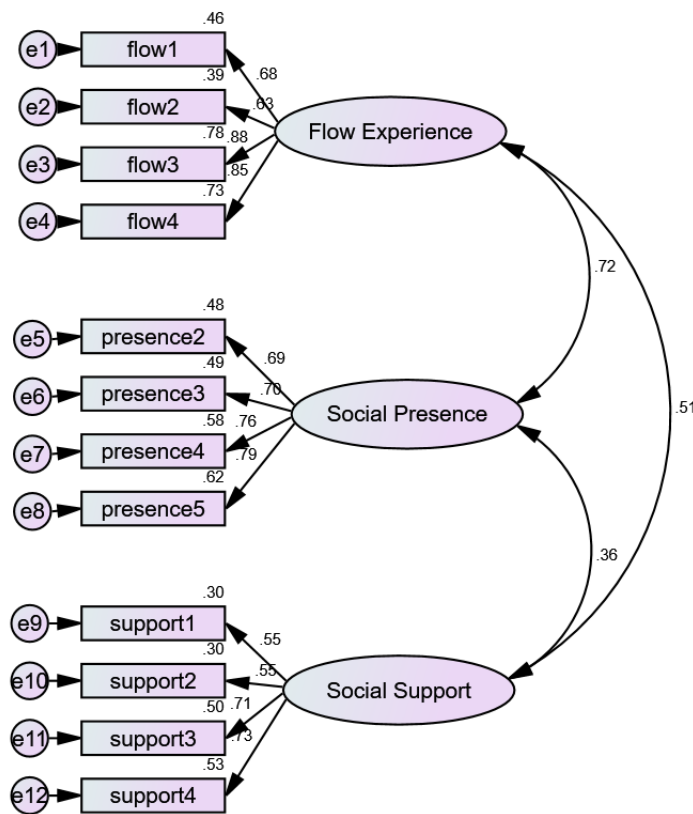 .46
e1 flow1
.68
.39
e2 flow2
.63
Flow Experience
.78 .88
e3 flow3
.85
.73
e4 flow4
.72
.48
e5 presence2
.69
.49
e6 presence3
.70
Social Presence
.51
.58 .76
e7 presence4
.79
.62
e8 presence5
.36
.30
e9 support1
.55
.30
e10 support2
.55
Social Support
.50 .71
e11 support3
.73
.53
e12 support4